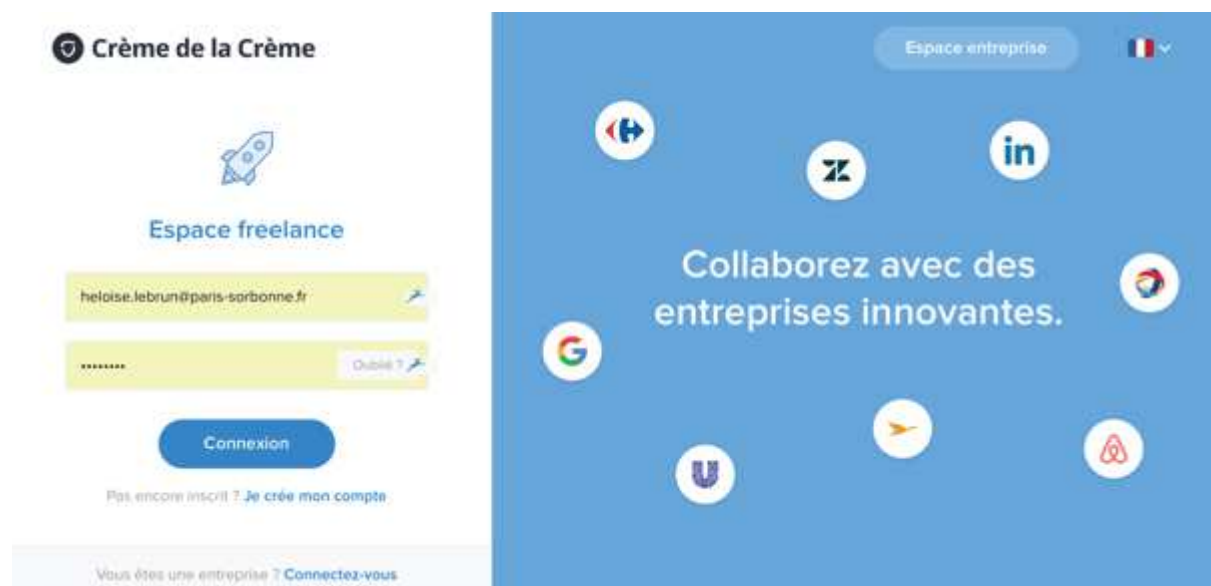 Crème de la Crème
Espace freelance
heloise.lebrun@paris-sorbonne.fr
••••••••
Oublié ?
Connexion
Pas encore inscrit ? Je crée mon compte
Vous êtes une entreprise ? Connectez-vous
Espace entreprise
in
Collaborez avec des
entreprises innovantes.
G
U